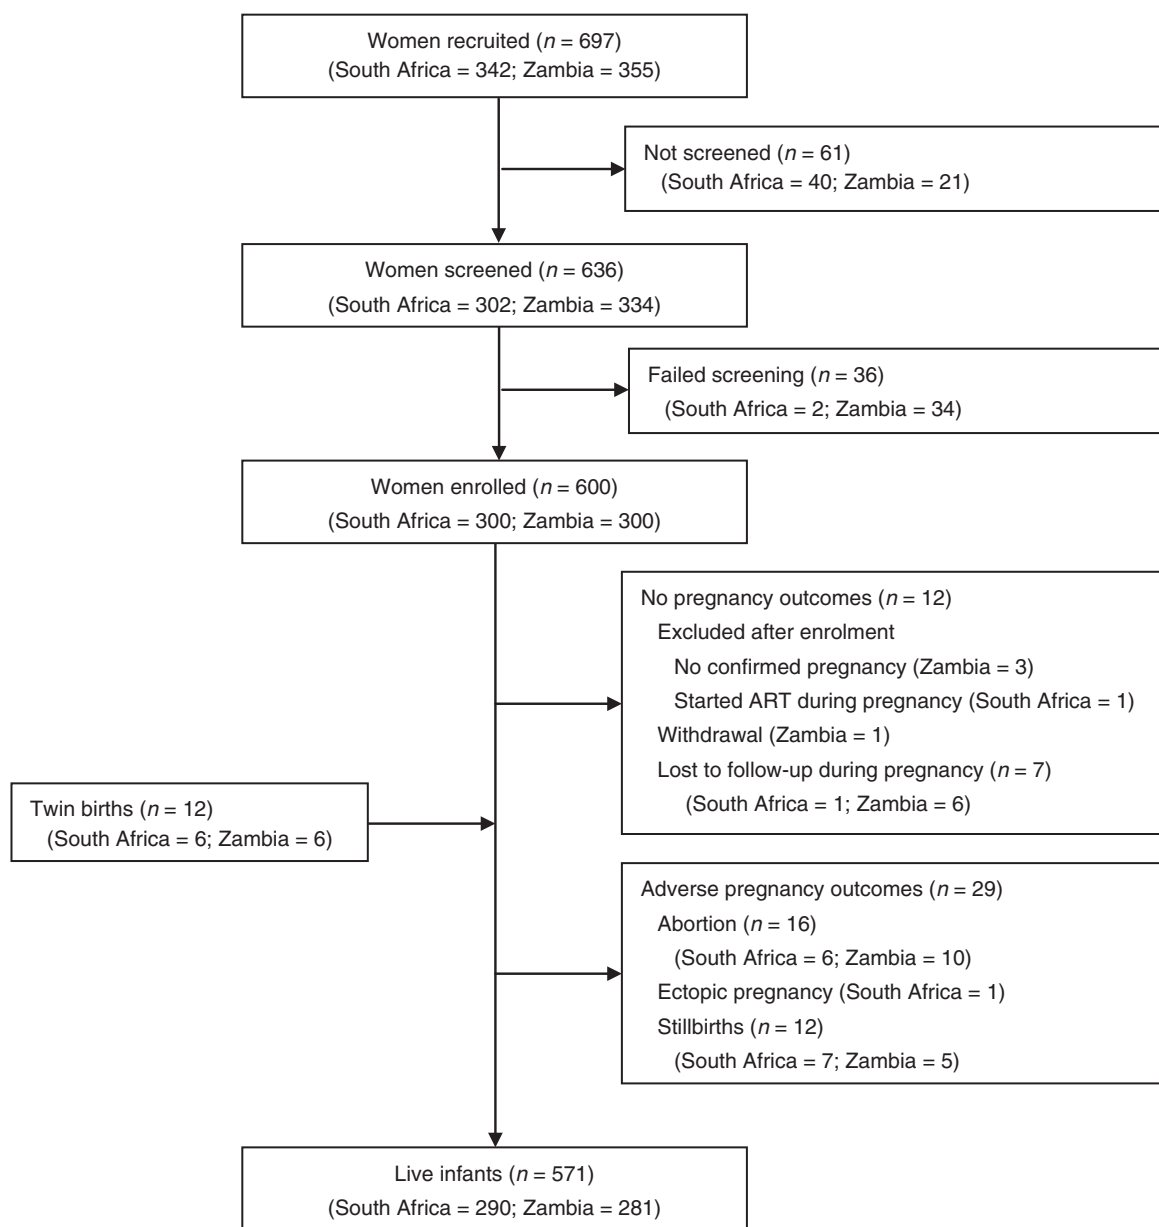 Women recruited (n = 697)
(South Africa = 342; Zambia = 355)
Not screened (n = 61)
(South Africa = 40; Zambia = 21)
Women screened (n = 636)
(South Africa = 302; Zambia = 334)
Failed screening (n = 36)
(South Africa = 2; Zambia = 34)
Women enrolled (n = 600)
(South Africa = 300; Zambia = 300)
No pregnancy outcomes (n = 12)
Excluded after enrolment
No confirmed pregnancy (Zambia = 3)
Started ART during pregnancy (South Africa = 1)
Withdrawal (Zambia = 1)
Lost to follow-up during pregnancy (n = 7)
(South Africa = 1; Zambia = 6)
Twin births (n = 12)
(South Africa = 6; Zambia = 6)
Adverse pregnancy outcomes (n = 29)
Abortion (n = 16)
(South Africa = 6; Zambia = 10)
Ectopic pregnancy (South Africa = 1)
Stillbirths (n = 12)
(South Africa = 7; Zambia = 5)
Live infants (n = 571)
(South Africa = 290; Zambia = 281)